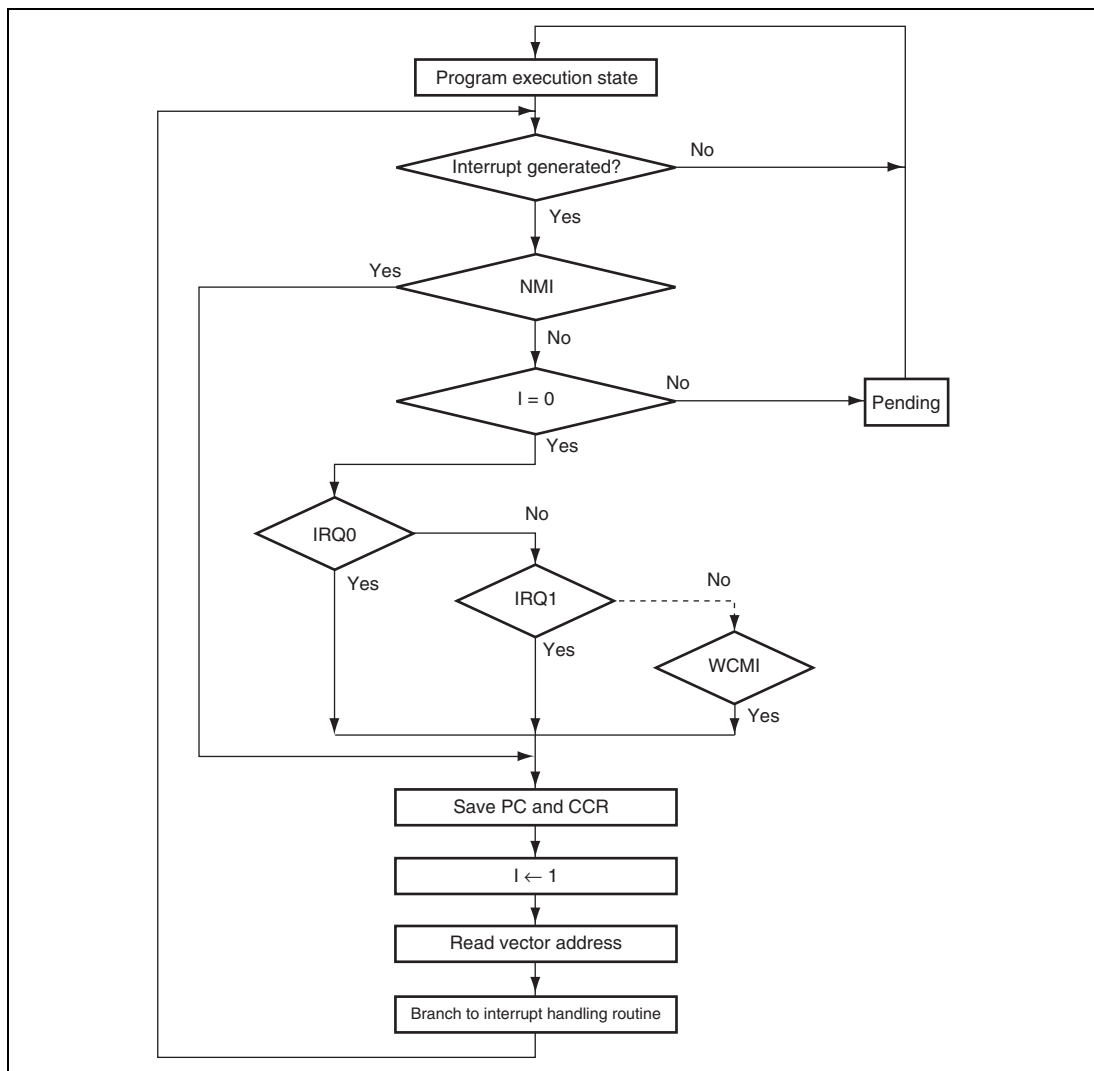 Program execution state
Interrupt generated?
No
Yes
Yes
NMI
No
I = 0
No
Pending
Yes
IRQ0
No
Yes
IRQ1
No
Yes
WCMI
Yes
Save PC and CCR
I ← 1
Read vector address
Branch to interrupt handling routine